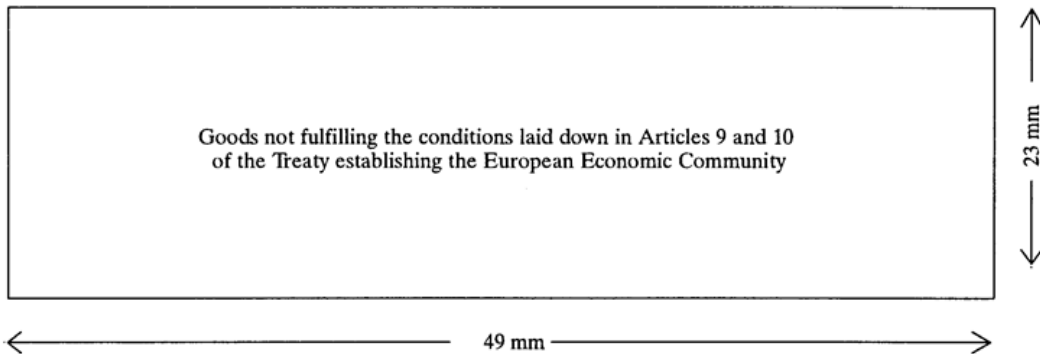 Goods not fulfilling the conditions laid down in Articles 9 and 10
of the Treaty establishing the European Economic Community
23 mm
49 mm